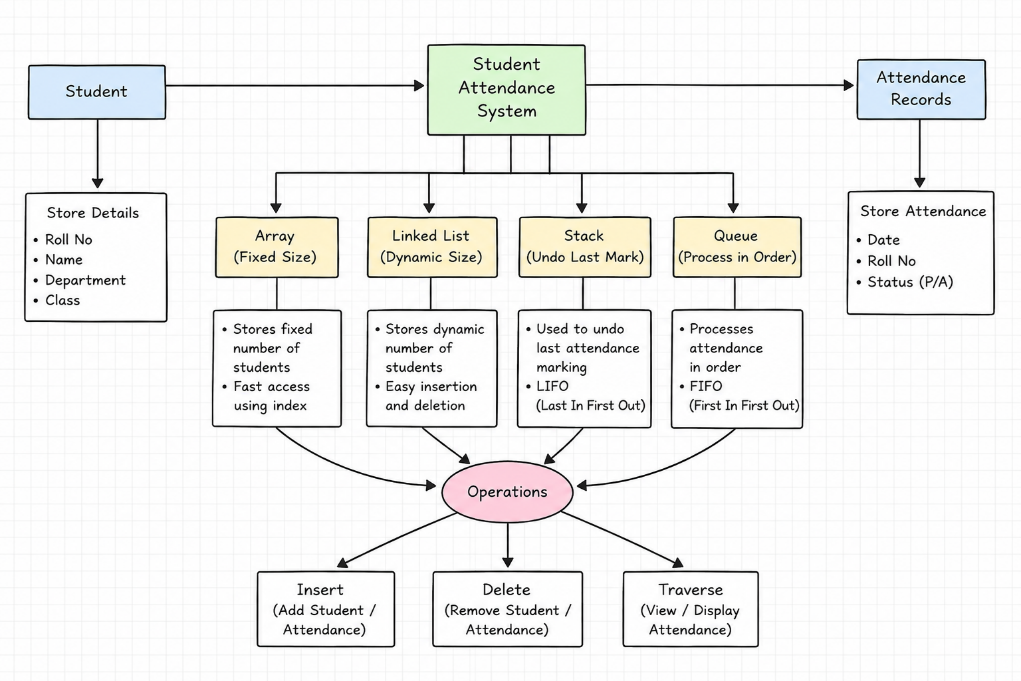 Student
Student
Attendance
System
Attendance
Records
Store Details
• Roll No
• Name
• Department
• Class
Array
(Fixed Size)
Linked List
(Dynamic Size)
Stack
(Undo Last Mark)
Queue
(Process in Order)
Store Attendance
• Date
• Roll No
• Status (P/A)
• Stores fixed
number of
students
• Fast access
using index
• Stores dynamic
number of
students
• Easy insertion
and deletion
• Used to undo
last attendance
marking
• LIFO
(Last In First Out)
• Processes
attendance
in order
• FIFO
(First In First Out)
Operations
Insert
(Add Student /
Attendance)
Delete
(Remove Student /
Attendance)
Traverse
(View / Display
Attendance)